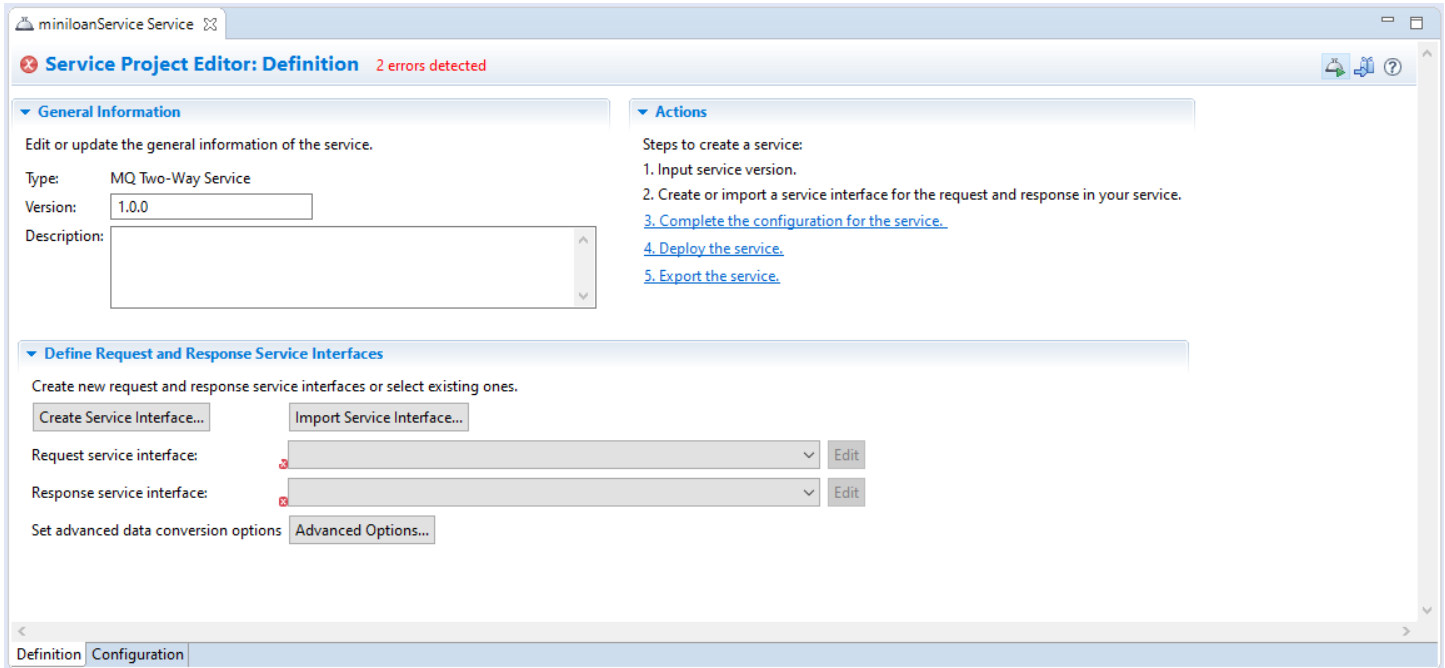 miniloanService Service
Service Project Editor: Definition 2 errors detected
General Information
Edit or update the general information of the service.
Type: MQ Two-Way Service
Version: 1.0.0
Description:
Actions
Steps to create a service:
1. Input service version.
2. Create or import a service interface for the request and response in your service.
3. Complete the configuration for the service.
4. Deploy the service.
5. Export the service.
Define Request and Response Service Interfaces
Create new request and response service interfaces or select existing ones.
Create Service Interface... Import Service Interface...
Request service interface: Edit
Response service interface: Edit
Set advanced data conversion options Advanced Options...
Definition Configuration